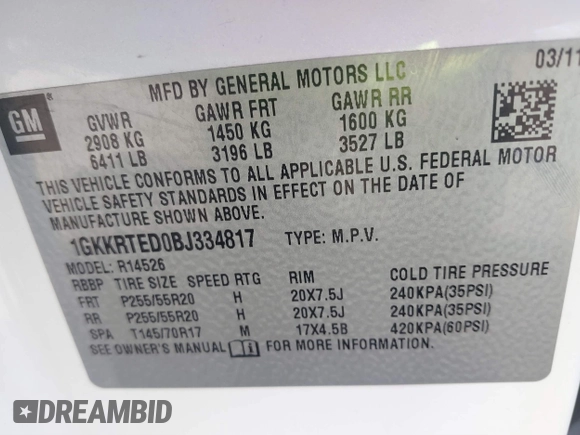 03/11
GM
MFD BY GENERAL MOTORS LLC
GVWR GAWR FRT GAWR RR
2908 KG 1450 KG 1600 KG
6411 LB 3196 LB 3527 LB
THIS VEHICLE CONFORMS TO ALL APPLICABLE U.S. FEDERAL MOTOR
VEHICLE SAFETY STANDARDS IN EFFECT ON THE DATE OF
MANUFACTURE SHOWN ABOVE.
1GKKRTED0BJ334817 TYPE: M.P.V.
MODEL: R14526
RBBP TIRE SIZE SPEED RTG RIM COLD TIRE PRESSURE
FRT P255/55R20 H 20X7.5J 240KPA(35PSI)
RR P255/55R20 H 20X7.5J 240KPA(35PSI)
SPA T145/70R17 M 17X4.5B 420KPA(60PSI)
SEE OWNER'S MANUAL FOR MORE INFORMATION.
DREAMBID